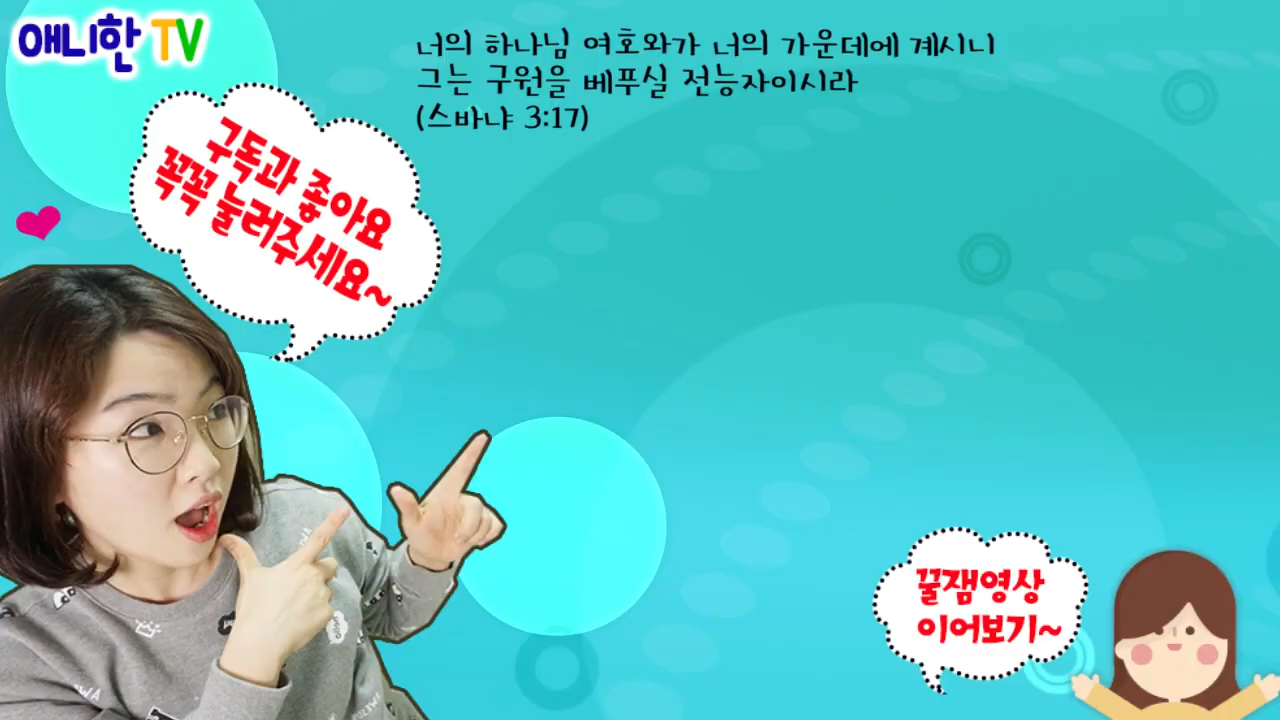 애니한 TV
너의 하나님 여호와가 너의 가운데에 계시니
그는 구원을 베푸실 전능자이시라
(스바냐 3:17)
구독과 좋아요
꼭꼭 눌러주세요~
꿀잼영상
이어보기~